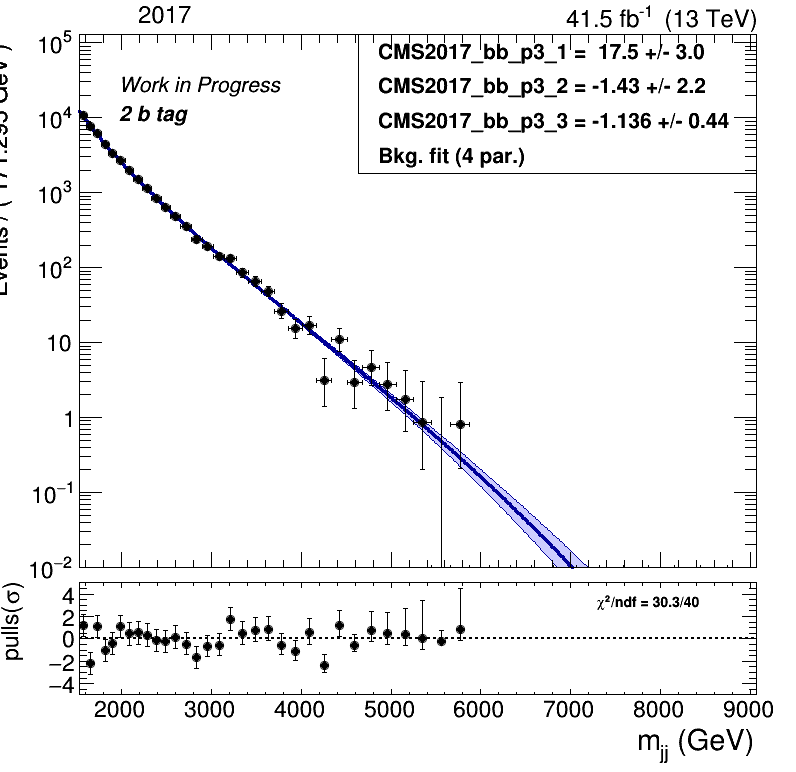 2017
41.5 fb⁻¹ (13 TeV)
CMS2017_bb_p3_1 = 17.5 +/- 3.0
Work in Progress
CMS2017_bb_p3_2 = -1.43 +/- 2.2
2 b tag
CMS2017_bb_p3_3 = -1.136 +/- 0.44
Bkg. fit (4 par.)
10⁵
10⁴
10³
10²
10
1
10⁻¹
10⁻²
χ²/ndf = 30.3/40
pulls(σ)
4
2
0
−2
−4
2000 3000 4000 5000 6000 7000 8000 9000
m_jj (GeV)